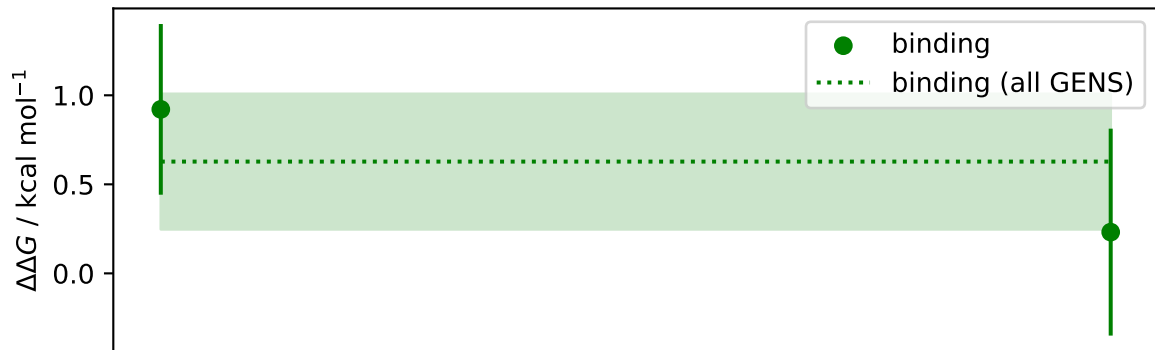 ΔΔG / kcal mol⁻¹
1.0
0.5
0.0
binding
binding (all GENS)